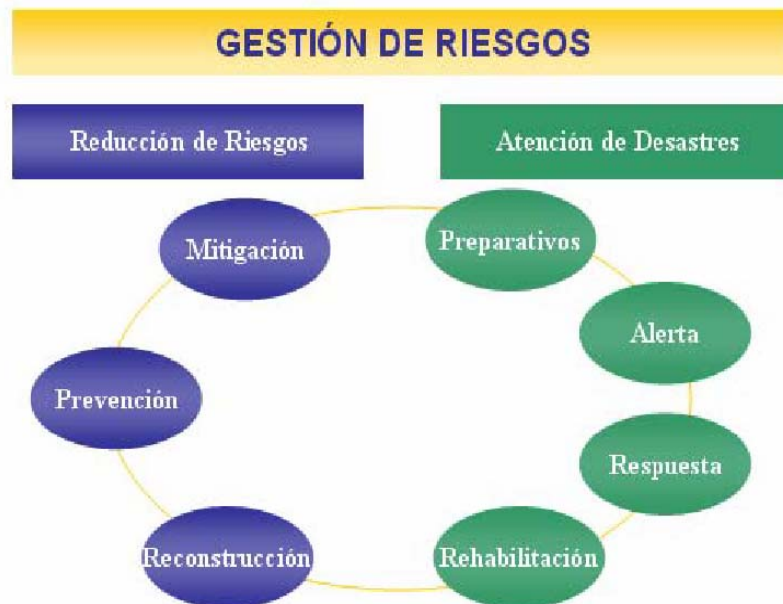 GESTIÓN DE RIESGOS
Reducción de Riesgos
Atención de Desastres
Mitigación
Preparativos
Alerta
Prevención
Respuesta
Reconstrucción
Rehabilitación